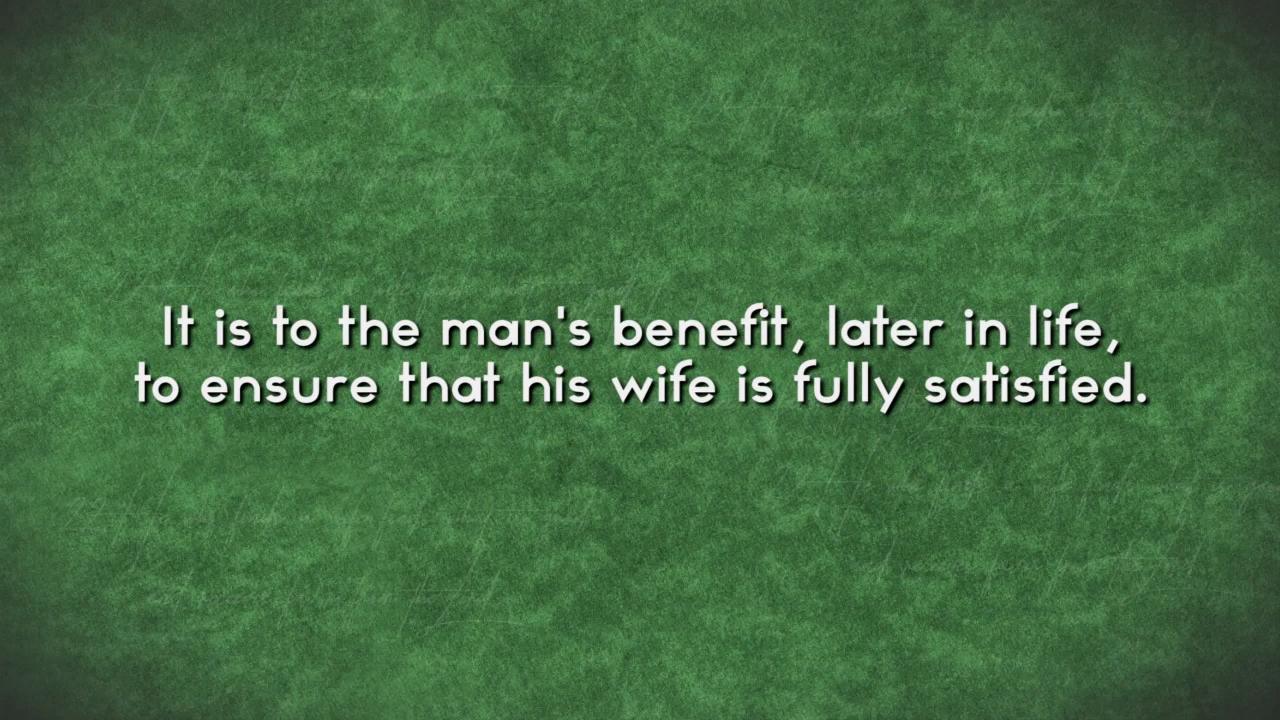 It is to the man's benefit, later in life,
to ensure that his wife is fully satisfied.